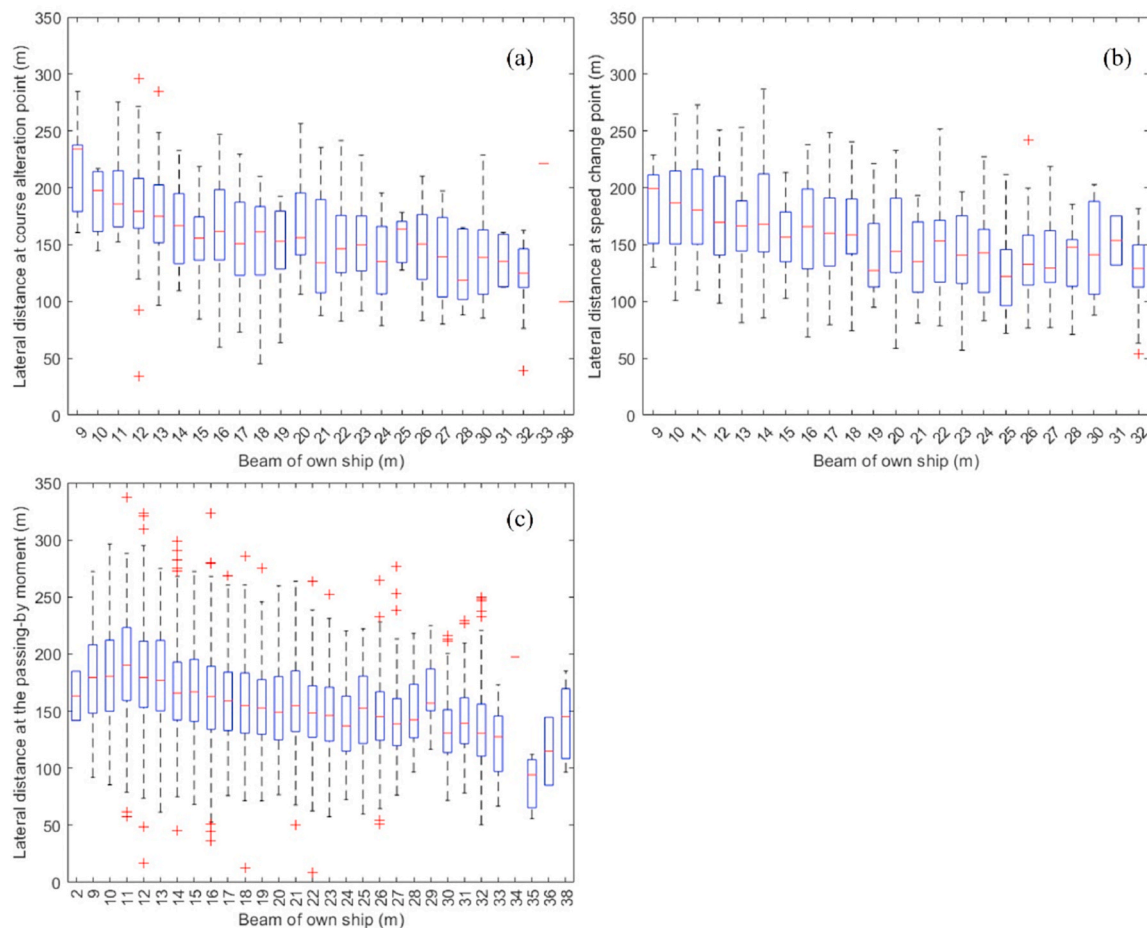 350
300
250
200
150
100
50
0
Lateral distance at course alteration point (m)
(a)
9 10 11 12 13 14 15 16 17 18 19 20 21 22 23 24 25 26 27 28 30 31 32 33 38
Beam of own ship (m)
350
300
250
200
150
100
50
0
Lateral distance at speed change point (m)
(b)
9 10 11 12 13 14 15 16 17 18 19 20 21 22 23 24 25 26 27 28 30 31 32
Beam of own ship (m)
350
300
250
200
150
100
50
0
Lateral distance at the passing-by moment (m)
(c)
2 9 10 11 12 13 14 15 16 17 18 19 20 21 22 23 24 25 26 27 28 29 30 31 32 33 34 35 36 38
Beam of own ship (m)